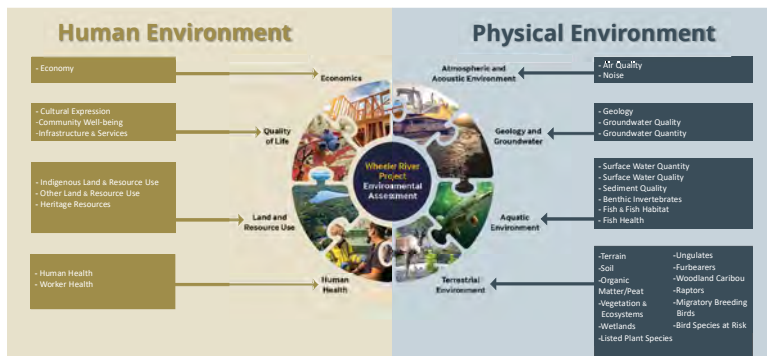 Human Environment
- Economy
Economics
- Cultural Expression
-Community Well-being
-Infrastructure & Services
Quality
of Life
- Indigenous Land & Resource Use
- Other Land & Resource Use
- Heritage Resources
Land and
Resource Use
- Human Health
- Worker Health
Human
Health
Wheeler River
Project
Environmental
Assessment
Physical Environment
Atmospheric and
Acoustic Environment
- Air Quality
- Noise
Geology and
Groundwater
- Geology
- Groundwater Quality
- Groundwater Quantity
Aquatic
Environment
- Surface Water Quantity
- Surface Water Quality
- Sediment Quality
- Benthic Invertebrates
- Fish & Fish Habitat
- Fish Health
Terrestrial
Environment
-Terrain
-Soil
-Organic
Matter/Peat
-Vegetation &
Ecosystems
-Wetlands
-Listed Plant Species
-Ungulates
-Furbearers
-Woodland Caribou
-Raptors
-Migratory Breeding
Birds
-Bird Species at Risk